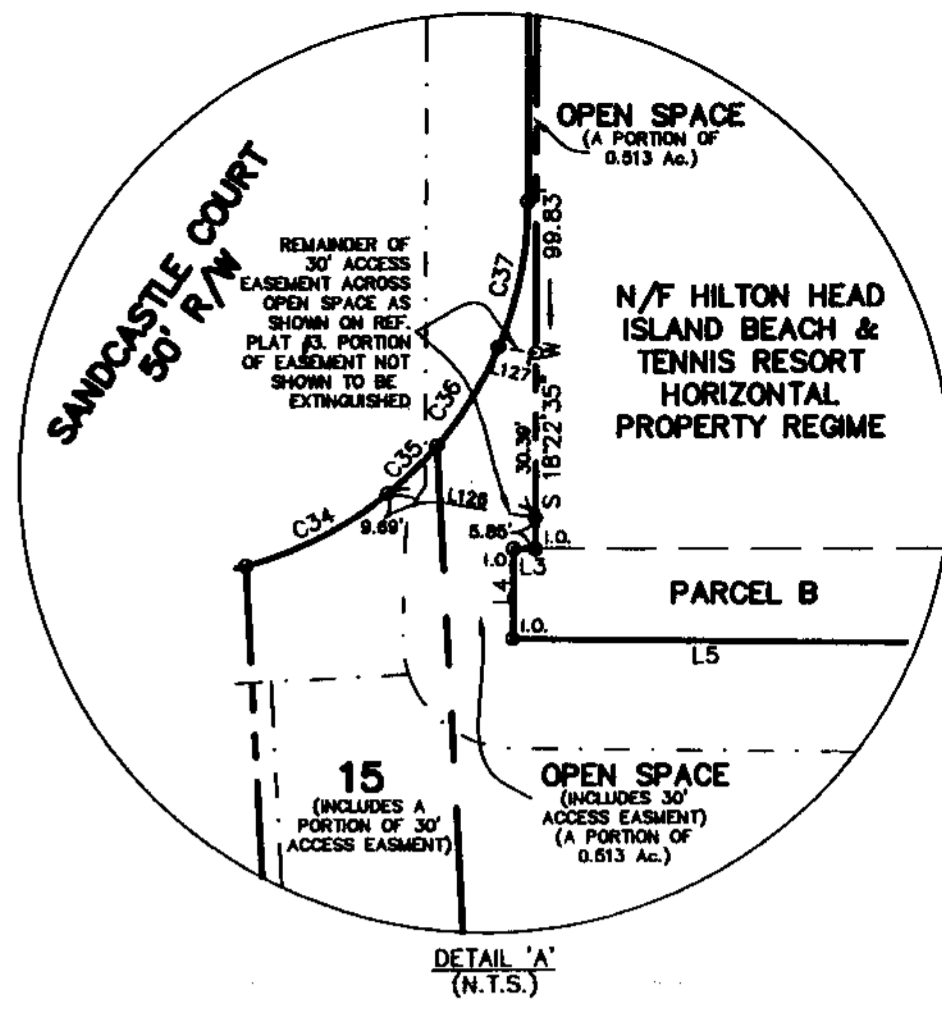 OPEN SPACE
(A PORTION OF
0.513 Ac.)
SANDCASTLE COURT
50' R/W
REMAINDER OF
30' ACCESS
EASEMENT ACROSS
OPEN SPACE AS
SHOWN ON REF.
PLAT #3. PORTION
OF EASEMENT NOT
SHOWN TO BE
EXTINGUISHED
C37
99.83'
N/F HILTON HEAD
ISLAND BEACH &
TENNIS RESORT
HORIZONTAL
PROPERTY REGIME
L127
S 18°22'35" W
30.39'
C36
C35
L126
C34
9.69'
5.85'
I.O.
I.O.
L3
L4
PARCEL B
I.O.
L5
15
(INCLUDES A
PORTION OF 30'
ACCESS EASMENT)
OPEN SPACE
(INCLUDES 30'
ACCESS EASMENT)
(A PORTION OF
0.513 Ac.)
DETAIL 'A'
(N.T.S.)